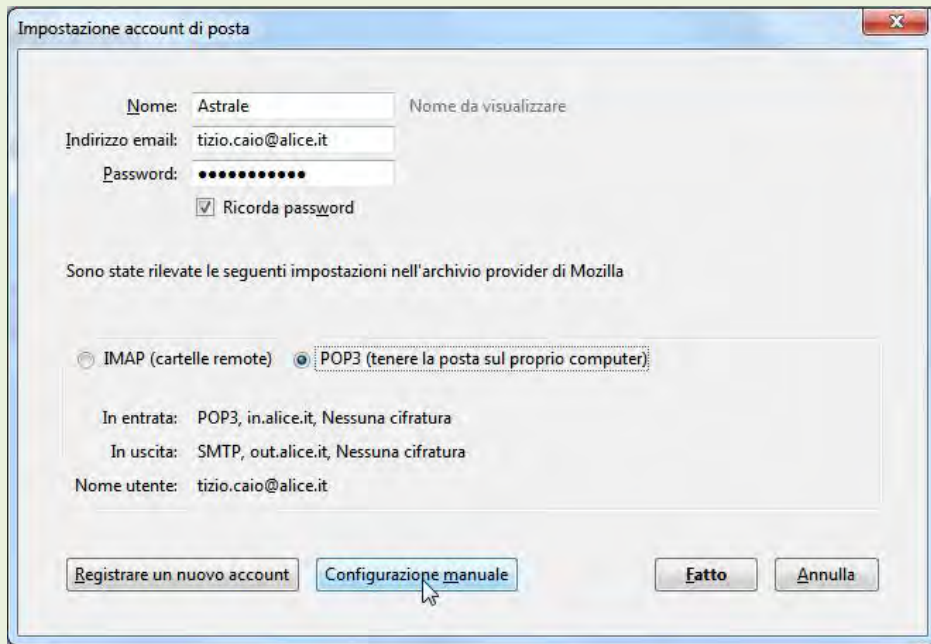 Impostazione account di posta
Nome: Astrale Nome da visualizzare
Indirizzo email: tizio.caio@alice.it
Password: ●●●●●●●●●●●
Ricorda password
Sono state rilevate le seguenti impostazioni nell'archivio provider di Mozilla
IMAP (cartelle remote) POP3 (tenere la posta sul proprio computer)
In entrata: POP3, in.alice.it, Nessuna cifratura
In uscita: SMTP, out.alice.it, Nessuna cifratura
Nome utente: tizio.caio@alice.it
Registrare un nuovo account Configurazione manuale Fatto Annulla